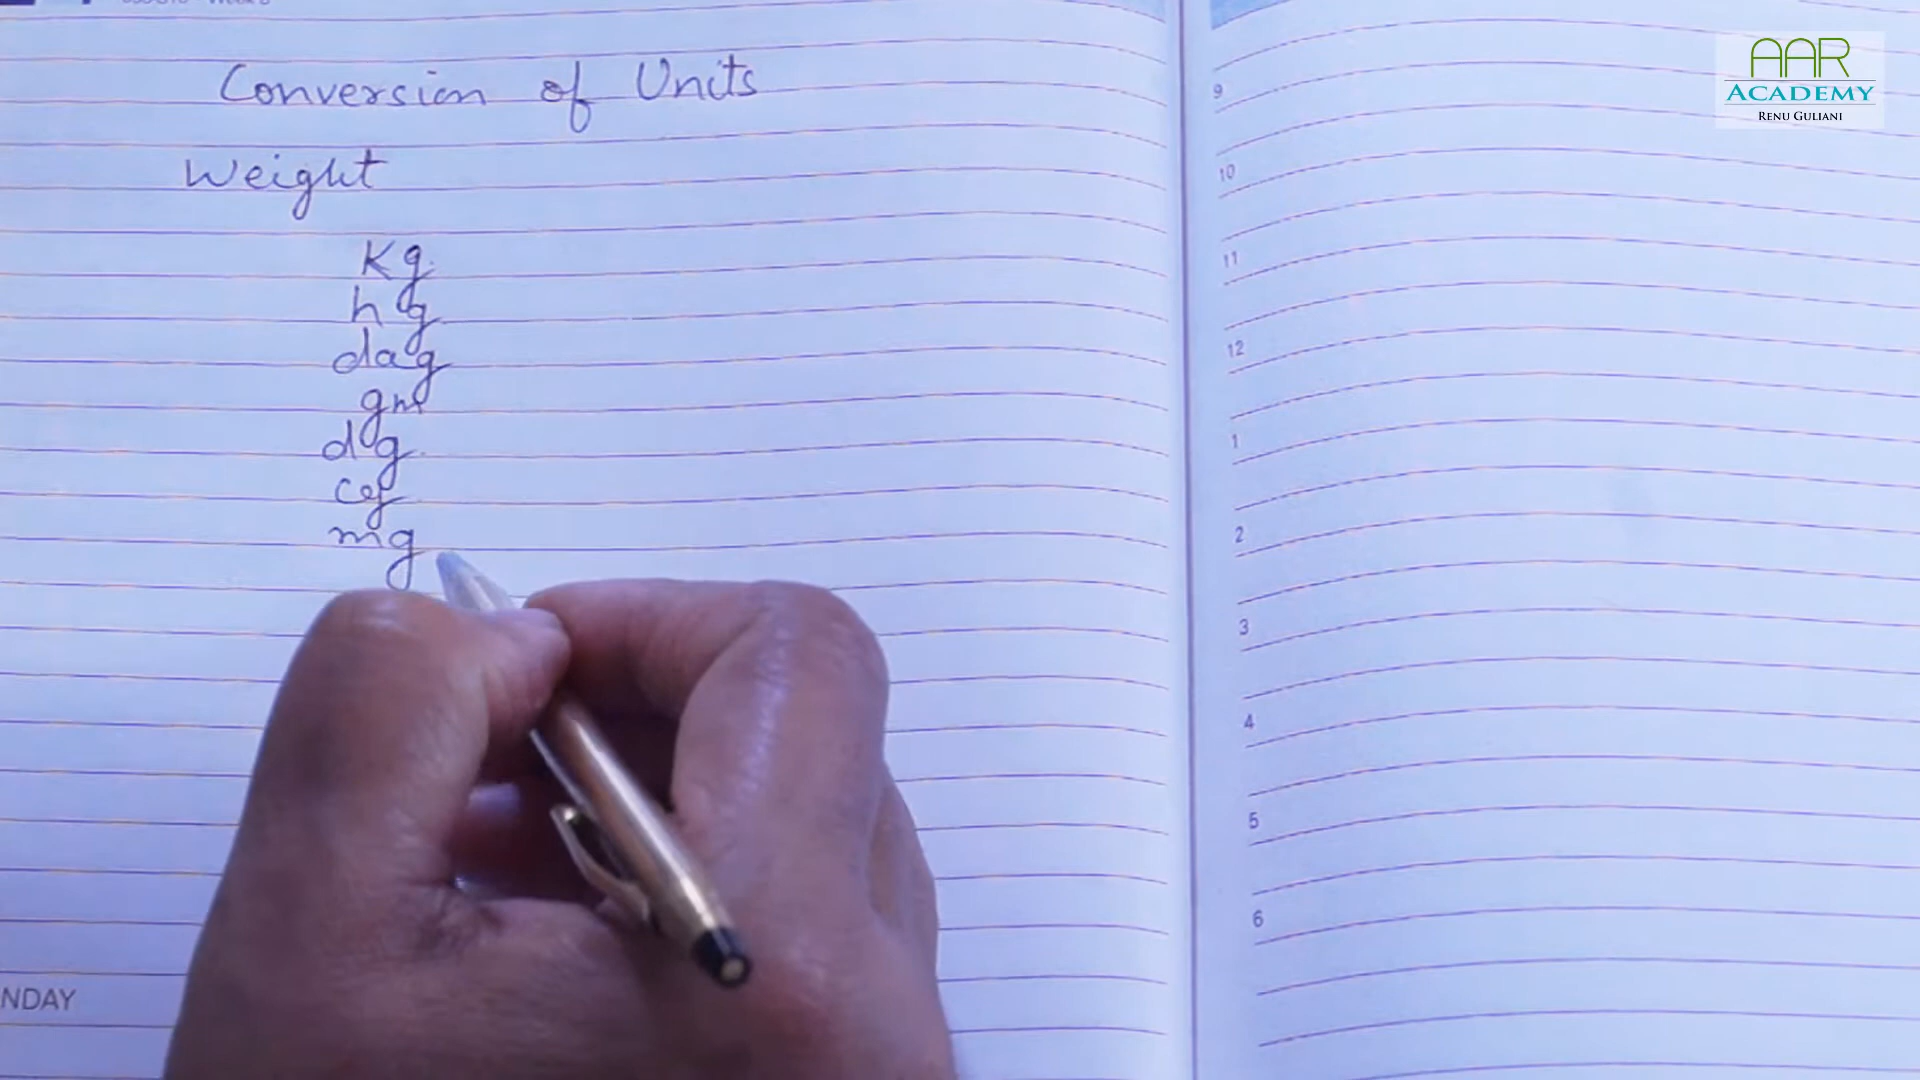 Conversion of Units
Weight
Kg
hg
dag
gm
dg
cg
mg
NDAY
9
10
11
12
1
2
3
4
5
6
AAR
ACADEMY
RENU GULIANI